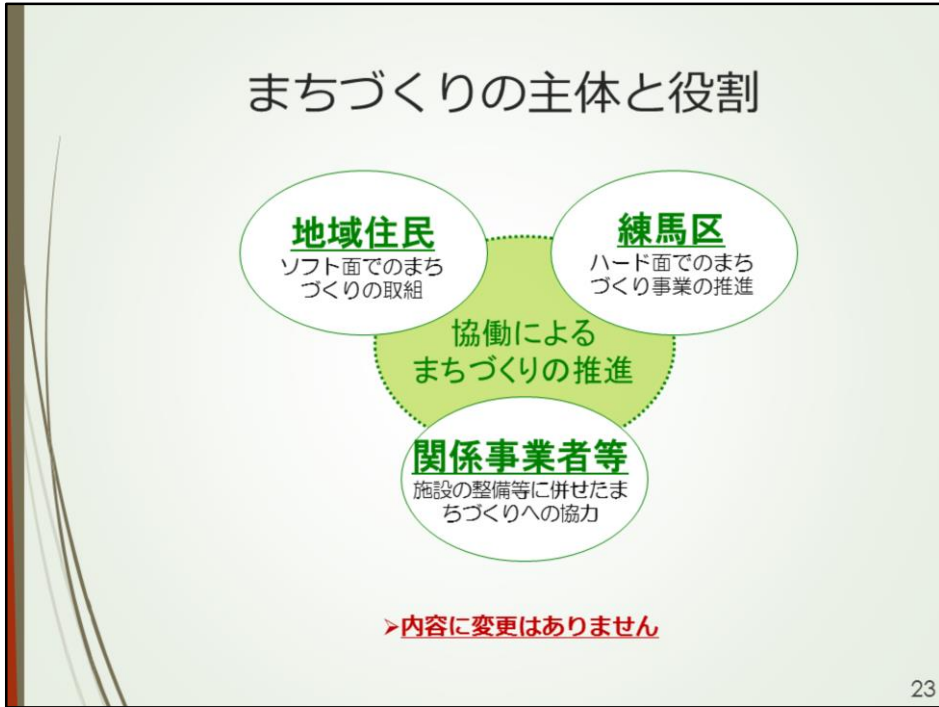 まちづくりの主体と役割
地域住民
ソフト面でのまち
づくりの取組
練馬区
ハード面でのまち
づくり事業の推進
協働による
まちづくりの推進
関係事業者等
施設の整備等に併せたま
ちづくりへの協力
➢内容に変更はありません
23